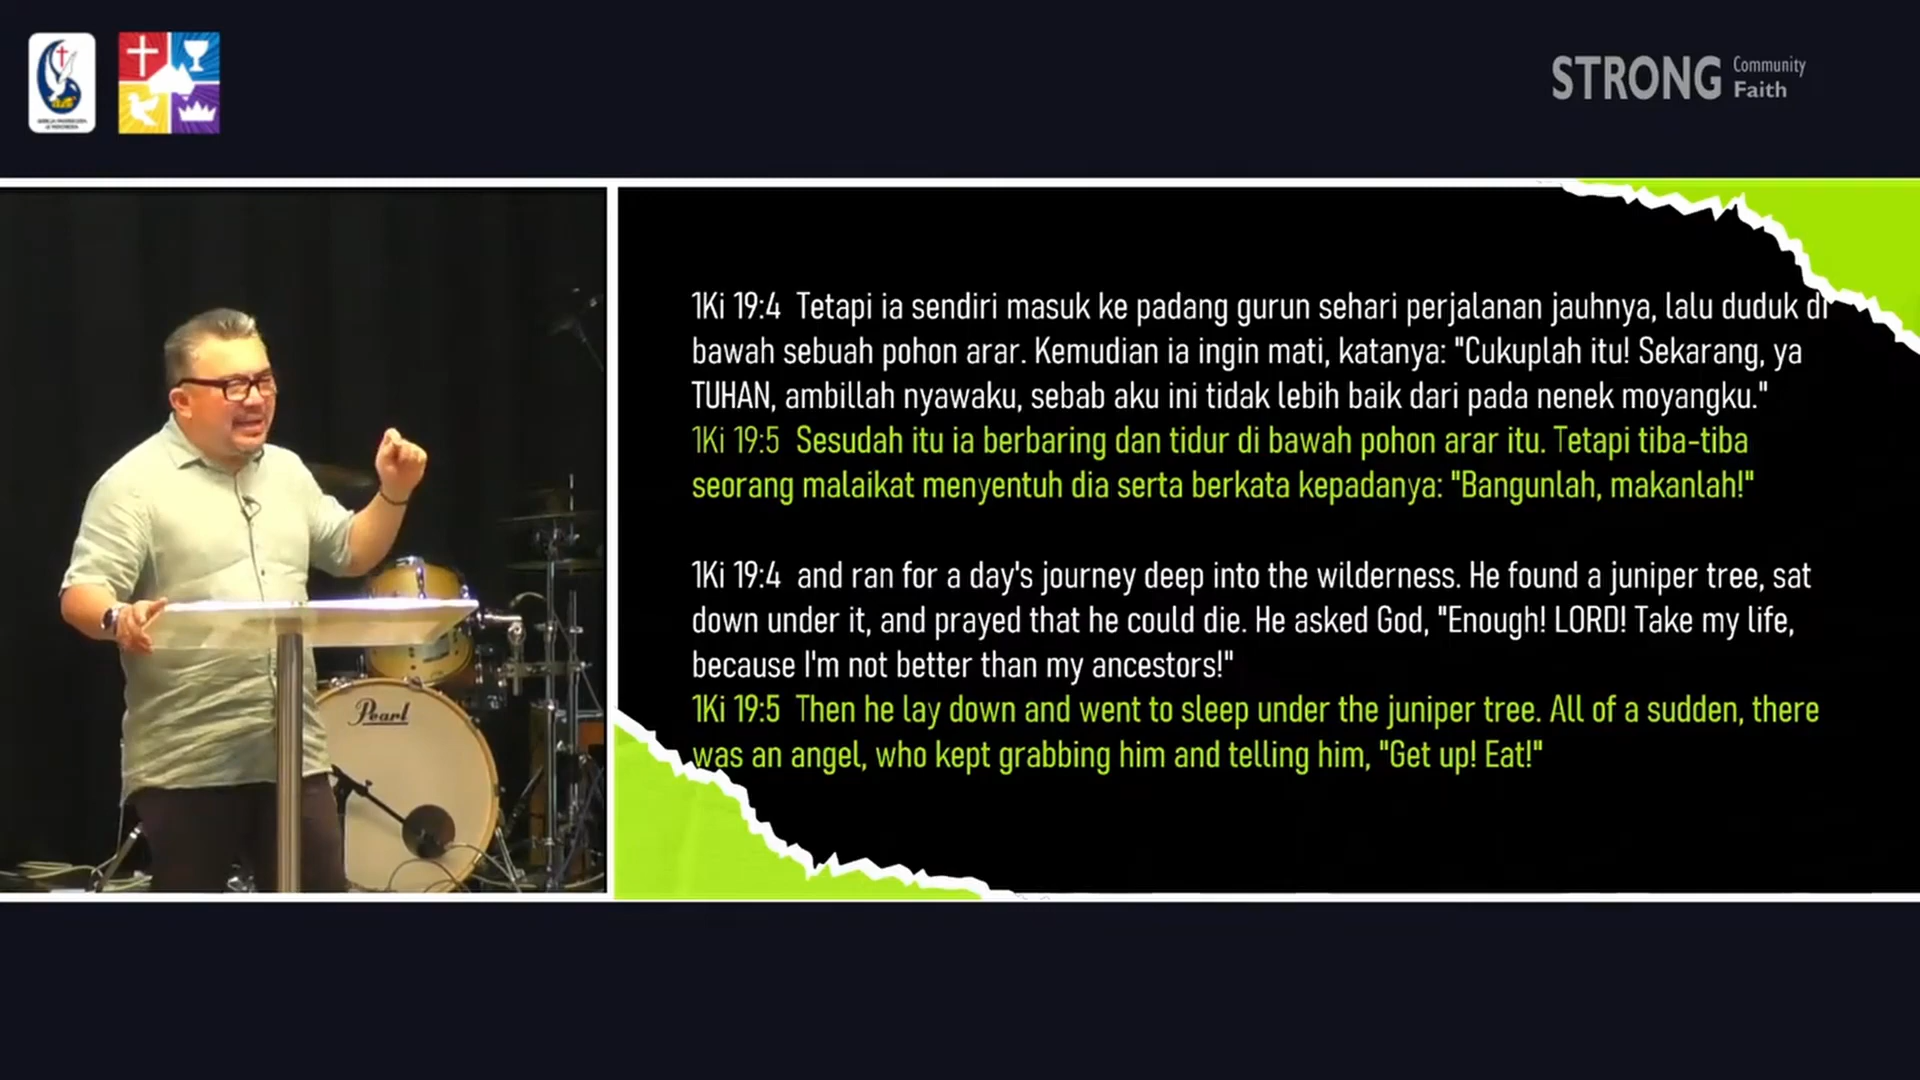 STRONG Community
Faith
1Ki 19:4 Tetapi ia sendiri masuk ke padang gurun sehari perjalanan jauhnya, lalu duduk di
bawah sebuah pohon arar. Kemudian ia ingin mati, katanya: "Cukuplah itu! Sekarang, ya
TUHAN, ambillah nyawaku, sebab aku ini tidak lebih baik dari pada nenek moyangku."
1Ki 19:5 Sesudah itu ia berbaring dan tidur di bawah pohon arar itu. Tetapi tiba-tiba
seorang malaikat menyentuh dia serta berkata kepadanya: "Bangunlah, makanlah!"
1Ki 19:4 and ran for a day's journey deep into the wilderness. He found a juniper tree, sat
down under it, and prayed that he could die. He asked God, "Enough! LORD! Take my life,
because I'm not better than my ancestors!"
1Ki 19:5 Then he lay down and went to sleep under the juniper tree. All of a sudden, there
was an angel, who kept grabbing him and telling him, "Get up! Eat!"
Pearl